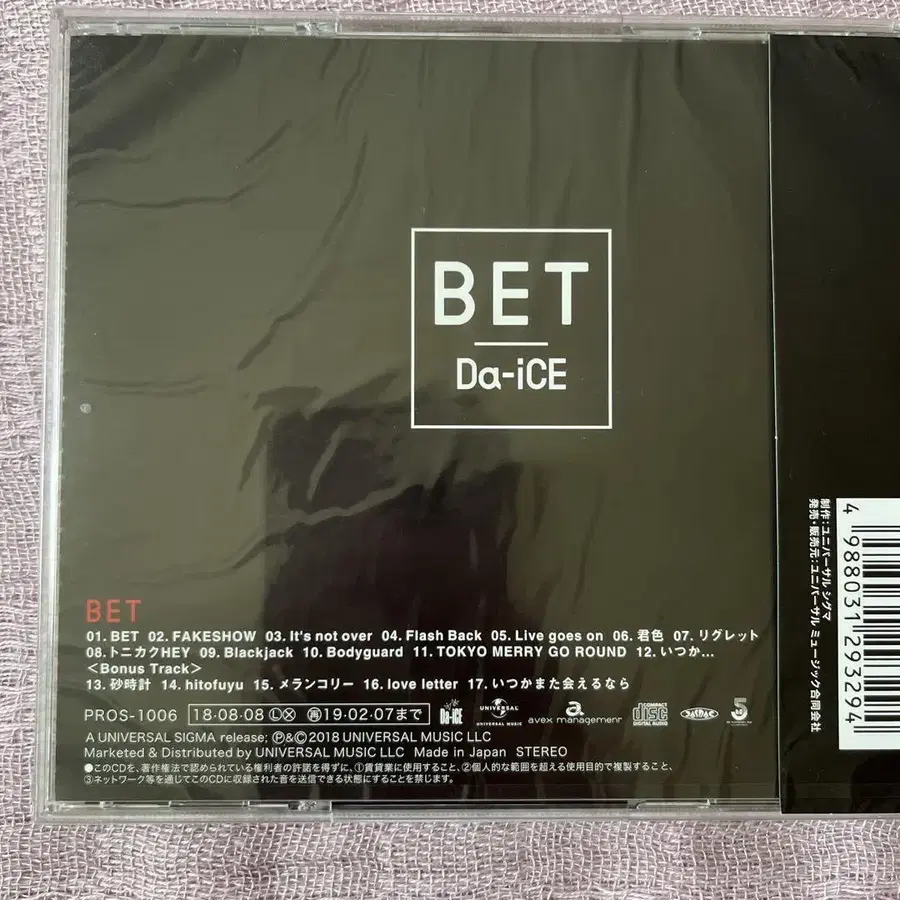 BET
Da-iCE
BET
01. BET 02. FAKESHOW 03. It's not over 04. Flash Back 05. Live goes on 06. 君色 07. リグレット
08. トニカクHEY 09. Blackjack 10. Bodyguard 11. TOKYO MERRY GO ROUND 12. いつか...
<Bonus Track>
13. 砂時計 14. hitofuyu 15. メランコリー 16. love letter 17. いつかまた会えるなら
PROS-1006 18·08·08 Ⓛ Ⓧ 再19·02·07まで Da-iCE UNIVERSAL UNIVERSAL MUSIC avex management COMPACT disc DIGITAL AUDIO 5
A UNIVERSAL SIGMA release; ℗&©2018 UNIVERSAL MUSIC LLC
Marketed & Distributed by UNIVERSAL MUSIC LLC Made in Japan STEREO
●このCDを、著作権法で認められている権利者の許諾を得ずに、①賃貸業に使用すること、②個人的な範囲を超える使用目的で複製すること、
③ネットワーク等を通じてこのCDに収録された音を送信できる状態にすることを禁じます。
制作:ユニバーサル シグマ
発売・販売元:ユニバーサル ミュージック合同会社
4 988031 293294